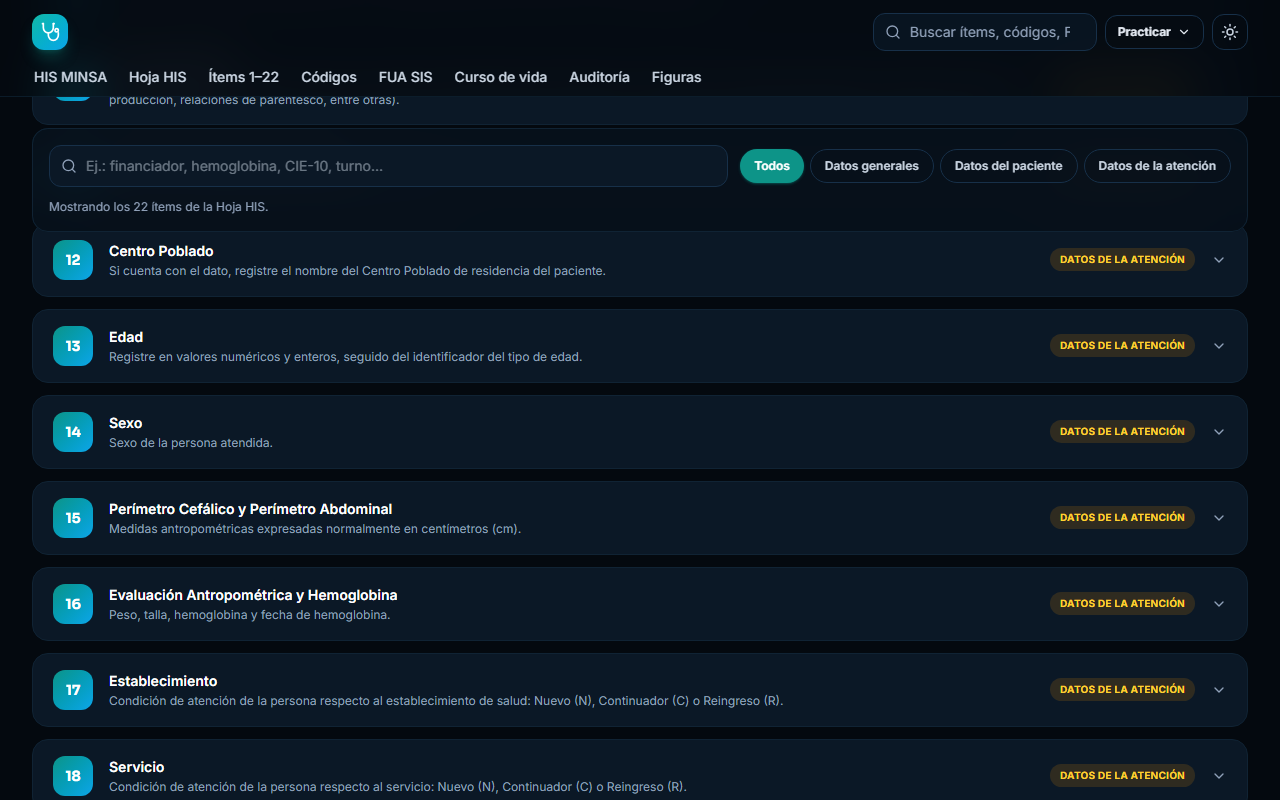 Buscar ítems, códigos, F
Practicar
HIS MINSA
Hoja HIS
Ítems 1–22
Códigos
FUA SIS
Curso de vida
Auditoría
Figuras
producción, relaciones de parentesco, entre otras).
Ej.: financiador, hemoglobina, CIE-10, turno...
Todos
Datos generales
Datos del paciente
Datos de la atención
Mostrando los 22 ítems de la Hoja HIS.
12
Centro Poblado
Si cuenta con el dato, registre el nombre del Centro Poblado de residencia del paciente.
DATOS DE LA ATENCIÓN
13
Edad
Registre en valores numéricos y enteros, seguido del identificador del tipo de edad.
DATOS DE LA ATENCIÓN
14
Sexo
Sexo de la persona atendida.
DATOS DE LA ATENCIÓN
15
Perímetro Cefálico y Perímetro Abdominal
Medidas antropométricas expresadas normalmente en centímetros (cm).
DATOS DE LA ATENCIÓN
16
Evaluación Antropométrica y Hemoglobina
Peso, talla, hemoglobina y fecha de hemoglobina.
DATOS DE LA ATENCIÓN
17
Establecimiento
Condición de atención de la persona respecto al establecimiento de salud: Nuevo (N), Continuador (C) o Reingreso (R).
DATOS DE LA ATENCIÓN
18
Servicio
Condición de atención de la persona respecto al servicio: Nuevo (N), Continuador (C) o Reingreso (R).
DATOS DE LA ATENCIÓN